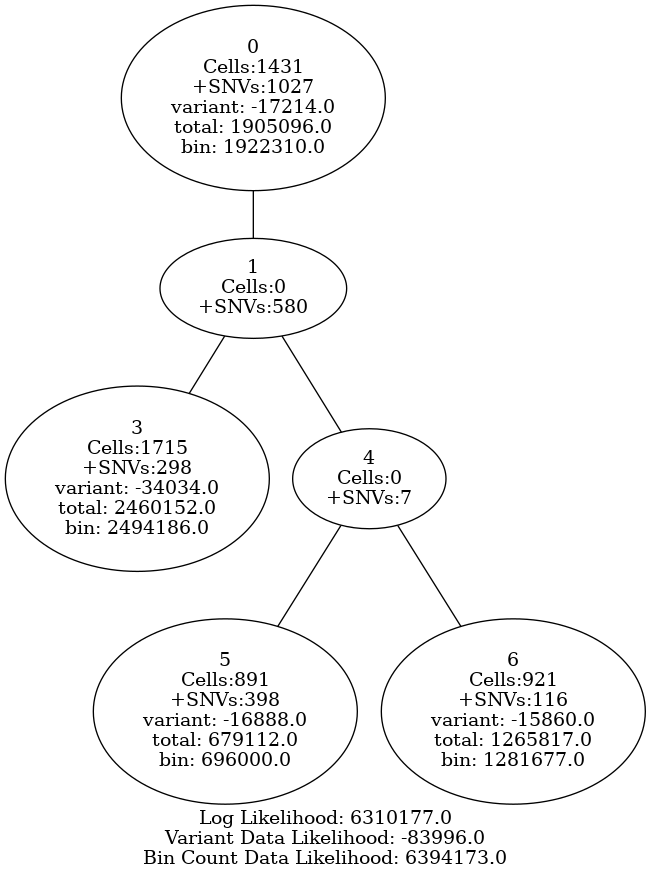 0
Cells:1431
+SNVs:1027
variant: -17214.0
total: 1905096.0
bin: 1922310.0
1
Cells:0
+SNVs:580
3
Cells:1715
+SNVs:298
variant: -34034.0
total: 2460152.0
bin: 2494186.0
4
Cells:0
+SNVs:7
5
Cells:891
+SNVs:398
variant: -16888.0
total: 679112.0
bin: 696000.0
6
Cells:921
+SNVs:116
variant: -15860.0
total: 1265817.0
bin: 1281677.0
Log Likelihood: 6310177.0
Variant Data Likelihood: -83996.0
Bin Count Data Likelihood: 6394173.0